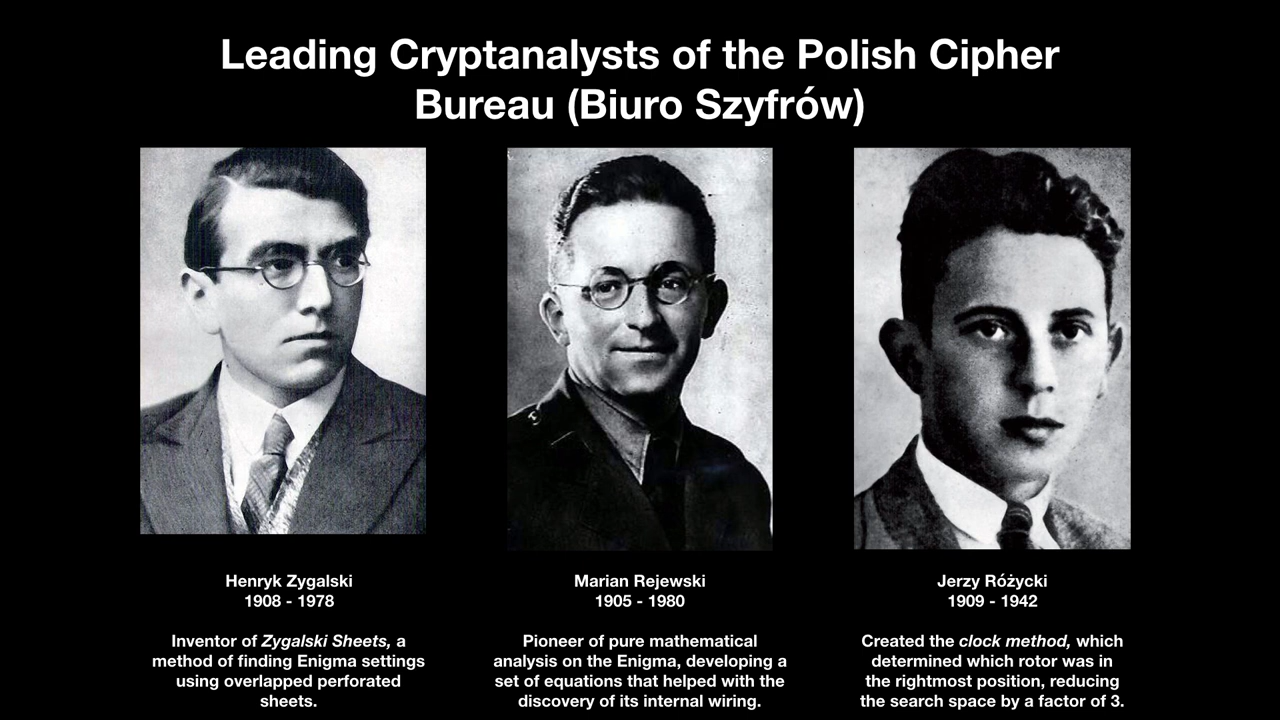 Leading Cryptanalysts of the Polish Cipher
Bureau (Biuro Szyfrów)
Henryk Zygalski
1908 - 1978
Inventor of Zygalski Sheets, a
method of finding Enigma settings
using overlapped perforated
sheets.
Marian Rejewski
1905 - 1980
Pioneer of pure mathematical
analysis on the Enigma, developing a
set of equations that helped with the
discovery of its internal wiring.
Jerzy Różycki
1909 - 1942
Created the clock method, which
determined which rotor was in
the rightmost position, reducing
the search space by a factor of 3.